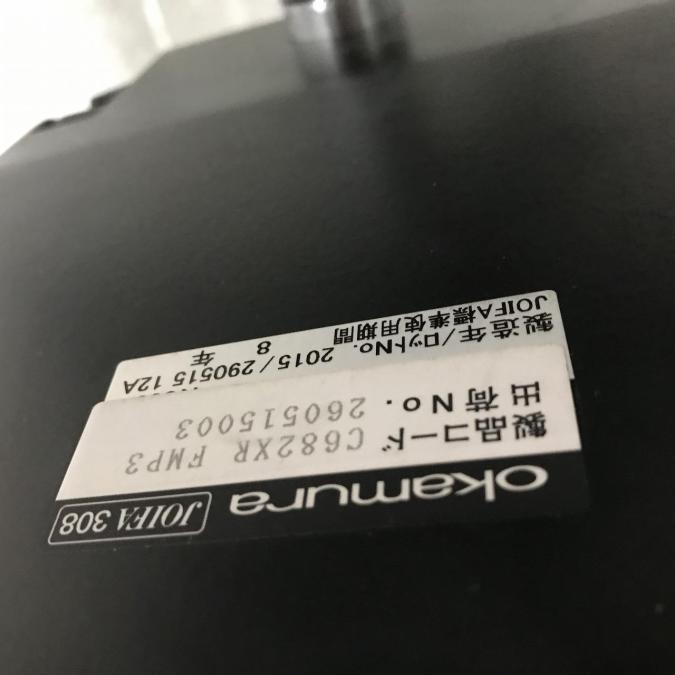 okamura JOIFA 308
製品コード C682XR FMP3
出荷No. 260515003
製造年/ロットNo. 2015/290515 12A
JOIFA標準使用期間 8 年